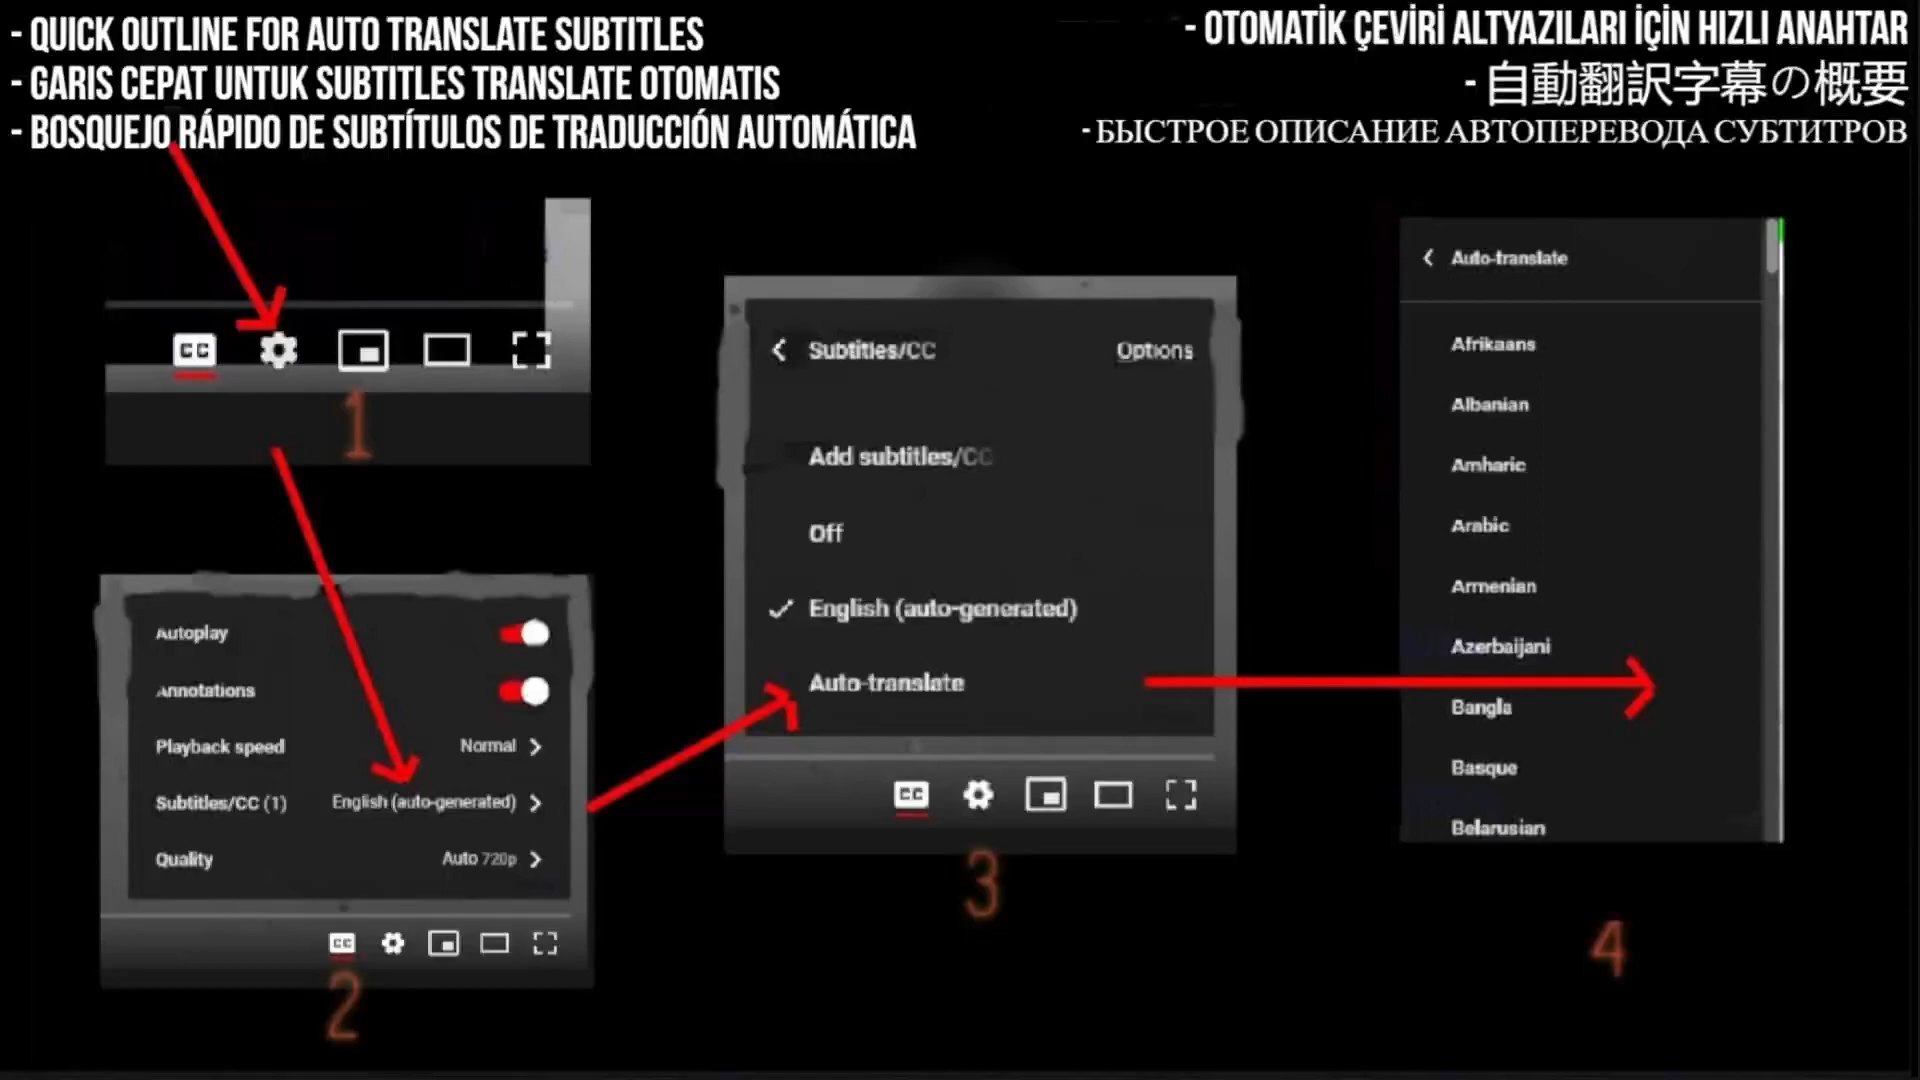 - QUICK OUTLINE FOR AUTO TRANSLATE SUBTITLES
- GARIS CEPAT UNTUK SUBTITLES TRANSLATE OTOMATIS
- BOSQUEJO RÁPIDO DE SUBTÍTULOS DE TRADUCCIÓN AUTOMÁTICA
- OTOMATİK ÇEVİRİ ALTYAZILARI İÇİN HIZLI ANAHTAR
- 自動翻訳字幕の概要
- БЫСТРОЕ ОПИСАНИЕ АВТОПЕРЕВОДА СУБТИТРОВ
CC
1
Autoplay
Annotations
Playback speed Normal
Subtitles/CC (1) English (auto-generated)
Quality Auto 720p
CC
2
Subtitles/CC Options
Add subtitles/CC
Off
English (auto-generated)
Auto-translate
CC
3
Auto-translate
Afrikaans
Albanian
Amharic
Arabic
Armenian
Azerbaijani
Bangla
Basque
Belarusian
4